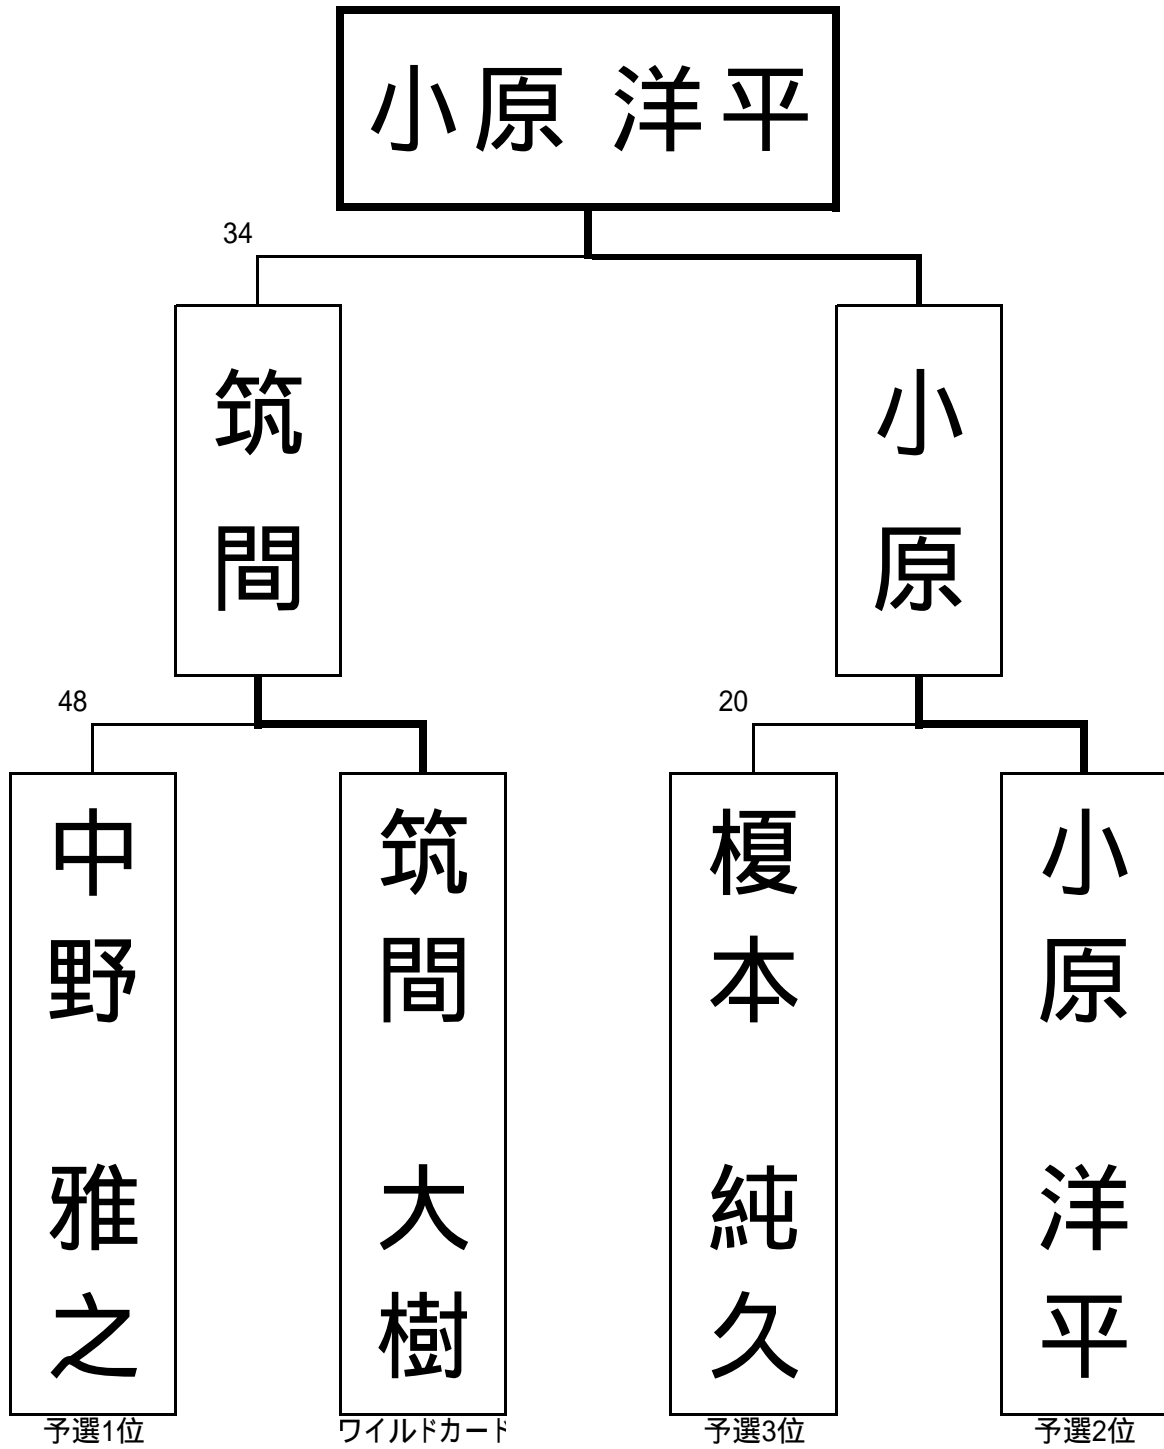 小原 洋平
34
筑間
小原
48
20
中野 雅之
筑間 大樹
榎本 純久
小原 洋平
予選1位
ワイルドカード
予選3位
予選2位